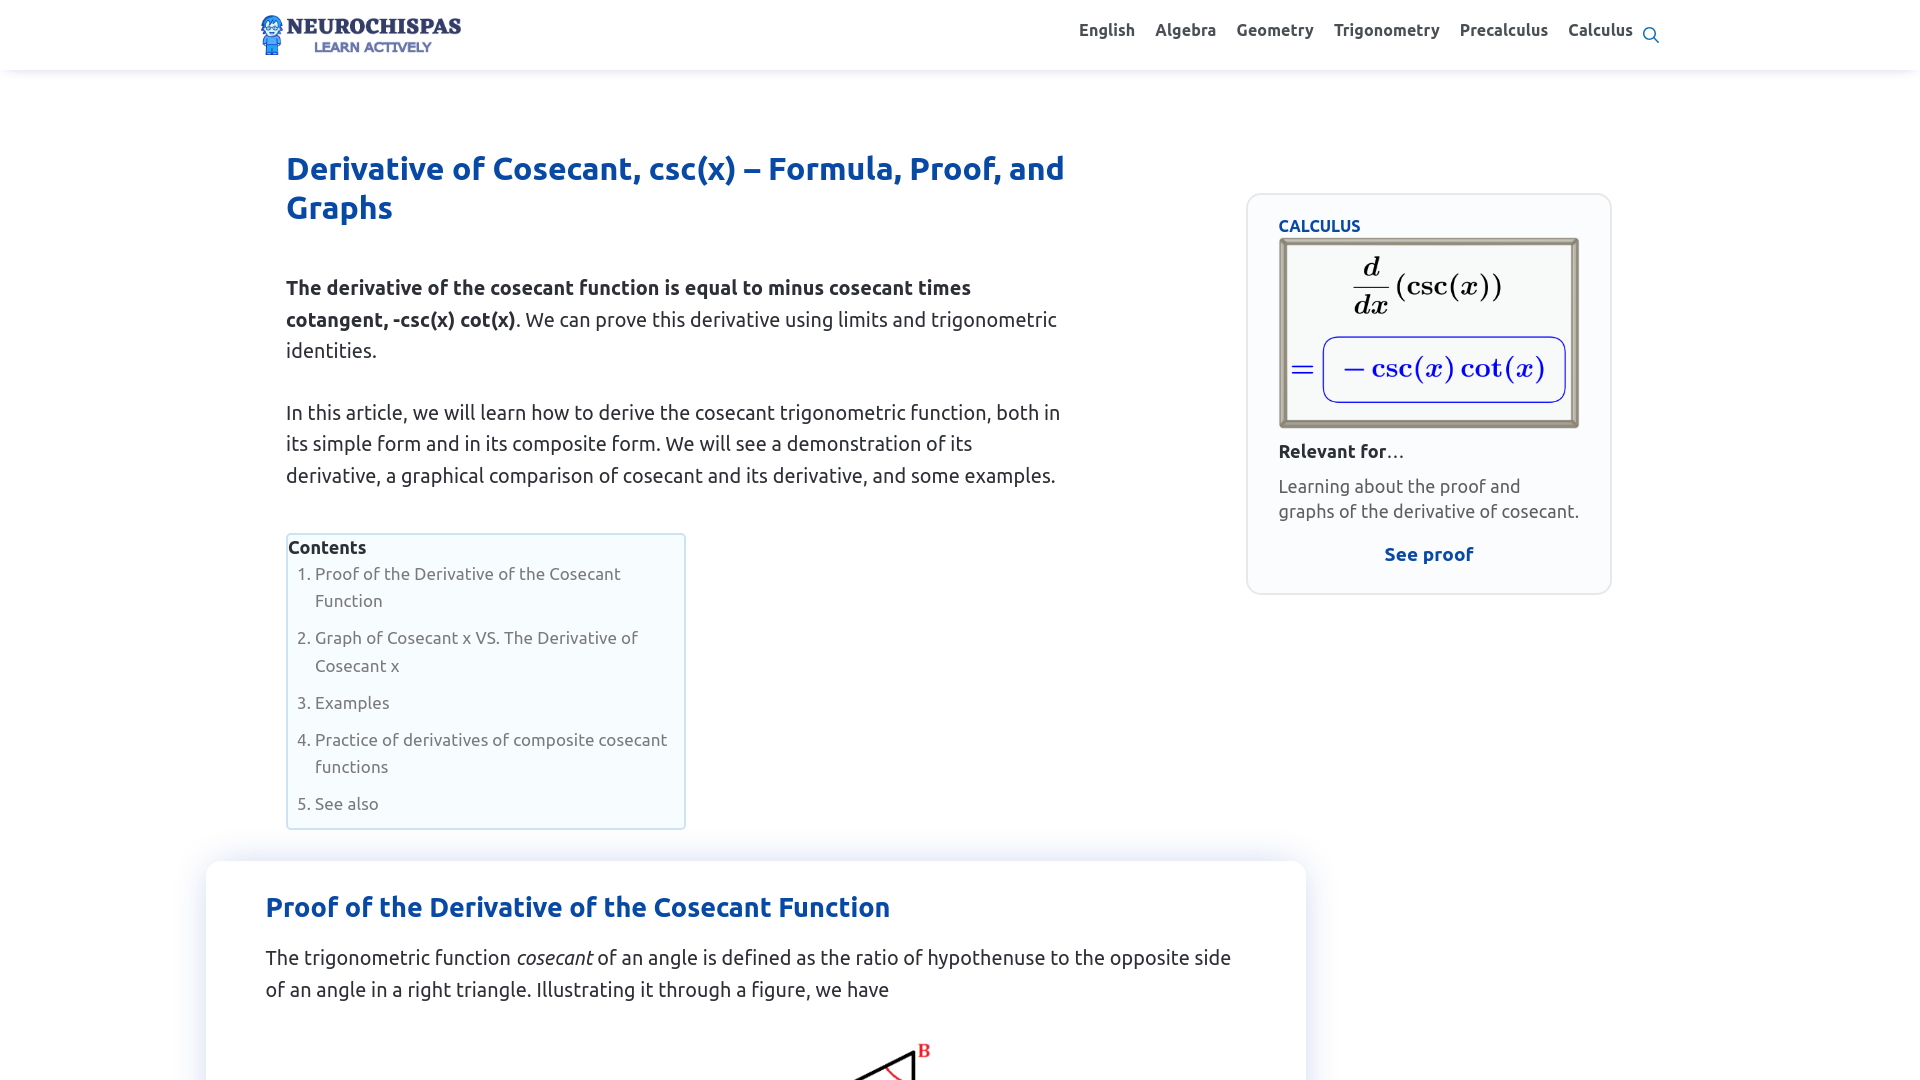 NEUROCHISPAS
LEARN ACTIVELY
English Algebra Geometry Trigonometry Precalculus Calculus
Derivative of Cosecant, csc(x) – Formula, Proof, and
Graphs
The derivative of the cosecant function is equal to minus cosecant times
cotangent, -csc(x) cot(x). We can prove this derivative using limits and trigonometric
identities.
In this article, we will learn how to derive the cosecant trigonometric function, both in
its simple form and in its composite form. We will see a demonstration of its
derivative, a graphical comparison of cosecant and its derivative, and some examples.
Contents
1. Proof of the Derivative of the Cosecant
Function
2. Graph of Cosecant x VS. The Derivative of
Cosecant x
3. Examples
4. Practice of derivatives of composite cosecant
functions
5. See also
CALCULUS
d/dx (csc(x))
= − csc(x) cot(x)
Relevant for…
Learning about the proof and
graphs of the derivative of cosecant.
See proof
Proof of the Derivative of the Cosecant Function
The trigonometric function cosecant of an angle is defined as the ratio of hypothenuse to the opposite side
of an angle in a right triangle. Illustrating it through a figure, we have
B